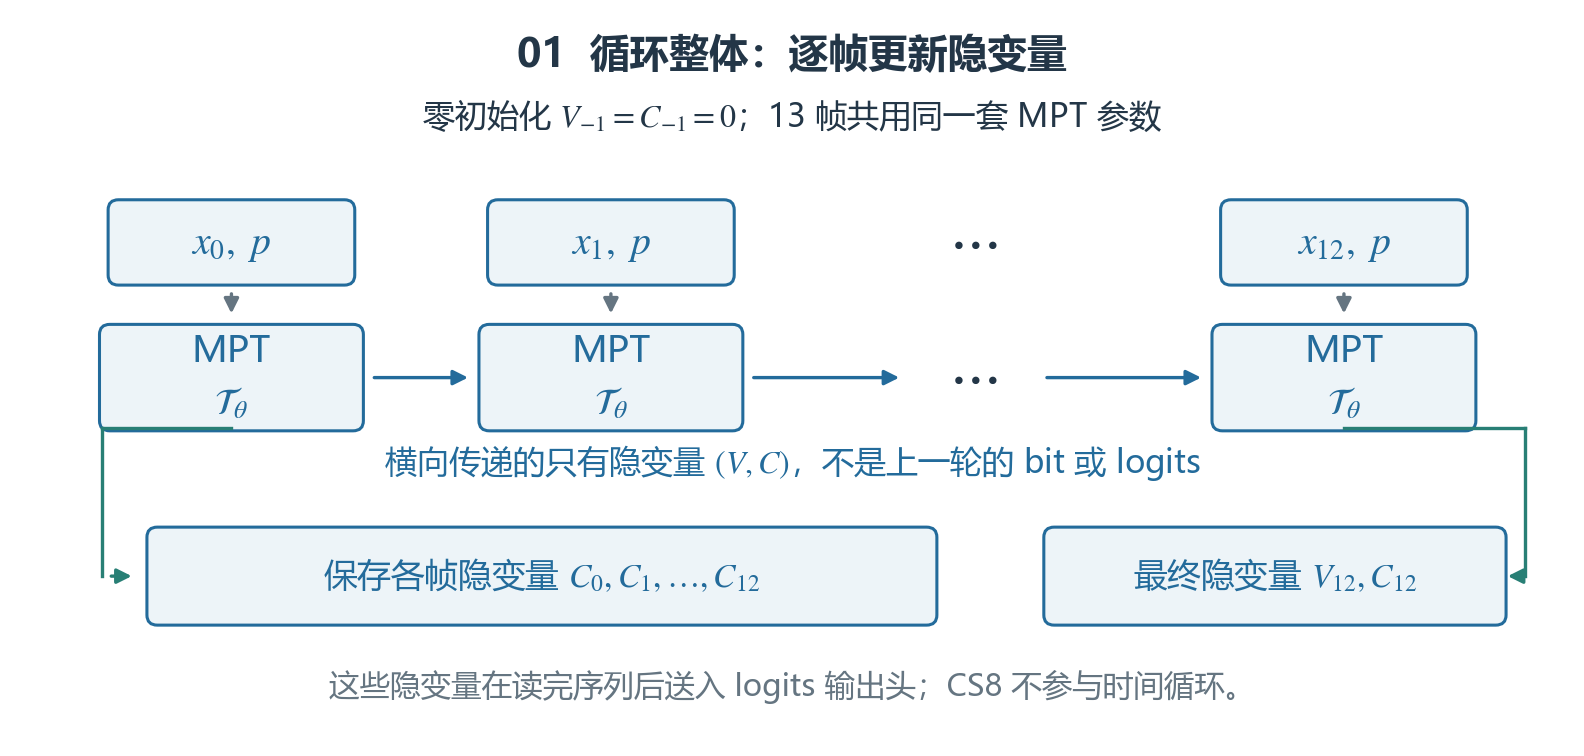 01 循环整体：逐帧更新隐变量
零初始化 V₋₁ = C₋₁ = 0；13 帧共用同一套 MPT 参数
x₀, p
x₁, p
…
x₁₂, p
MPT
𝒯_θ
MPT
𝒯_θ
…
MPT
𝒯_θ
横向传递的只有隐变量 (V, C)，不是上一轮的 bit 或 logits
保存各帧隐变量 C₀, C₁, …, C₁₂
最终隐变量 V₁₂, C₁₂
这些隐变量在读完序列后送入 logits 输出头；CS8 不参与时间循环。